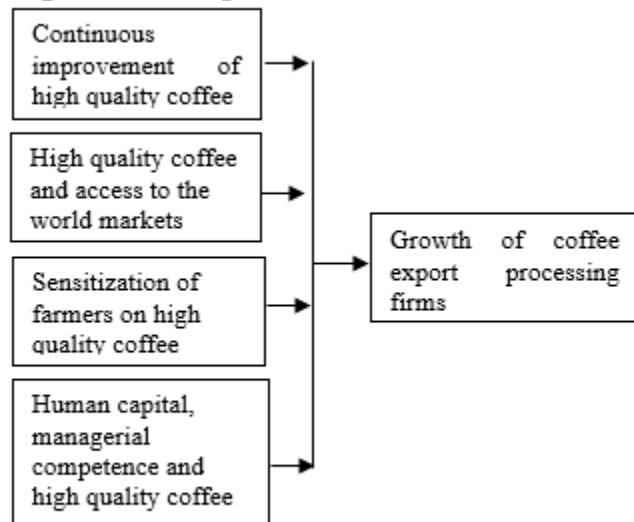 Continuous
improvement of
high quality coffee
High quality coffee
and access to the
world markets
Sensitization of
farmers on high
quality coffee
Human capital,
managerial
competence and
high quality coffee
Growth of coffee
export processing
firms